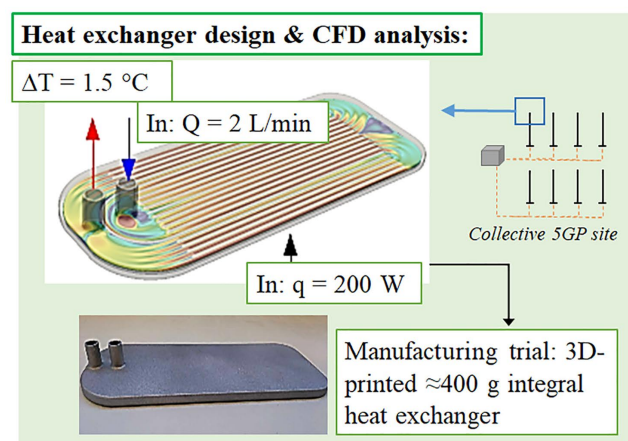 Heat exchanger design & CFD analysis:
ΔT = 1.5 °C
In: Q = 2 L/min
Collective 5GP site
In: q = 200 W
Manufacturing trial: 3D-
printed ≈400 g integral
heat exchanger